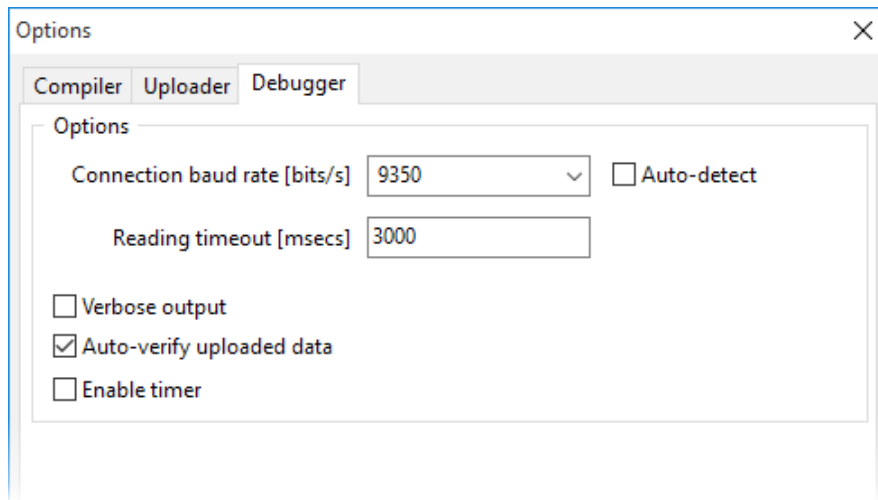 Options
Compiler Uploader Debugger
Options
Connection baud rate [bits/s] 9350 Auto-detect
Reading timeout [msecs] 3000
Verbose output
Auto-verify uploaded data
Enable timer